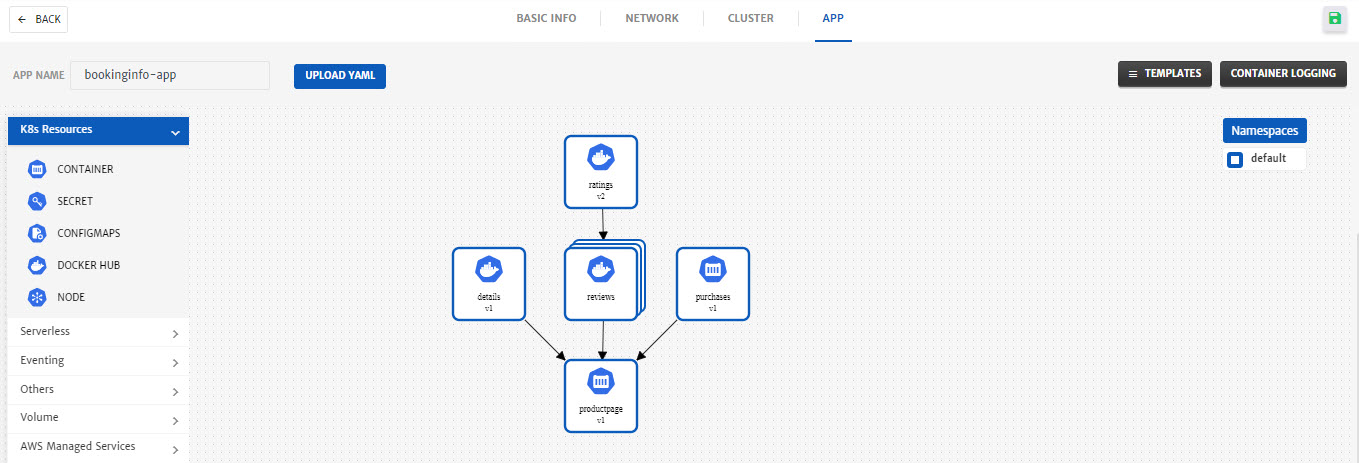 BACK
BASIC INFO
NETWORK
CLUSTER
APP
APP NAME
bookinginfo-app
UPLOAD YAML
TEMPLATES
CONTAINER LOGGING
K8s Resources
CONTAINER
SECRET
CONFIGMAPS
DOCKER HUB
NODE
Serverless
Eventing
Others
Volume
AWS Managed Services
ratings
v2
details
v1
reviews
purchases
v1
productpage
v1
Namespaces
default